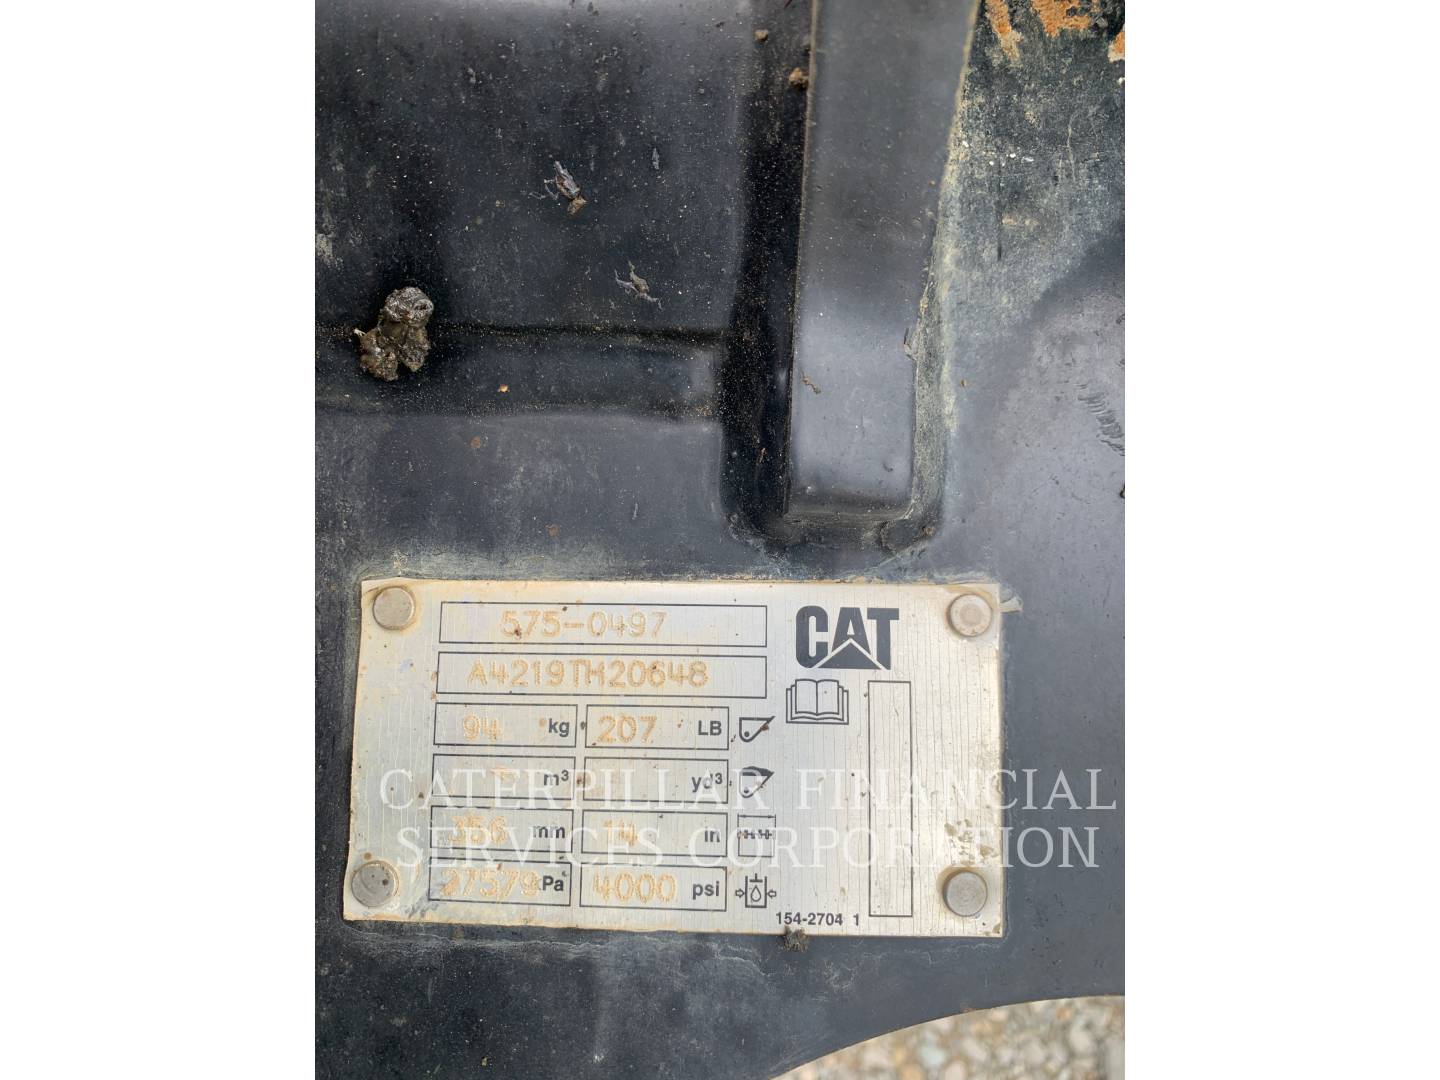 575-0497
CAT
A4219TH20648
94 kg 207 LB
m³ yd³
356 mm 14 in
27579 kPa 4000 psi
154-2704 1
CATERPILLAR FINANCIAL
SERVICES CORPORATION